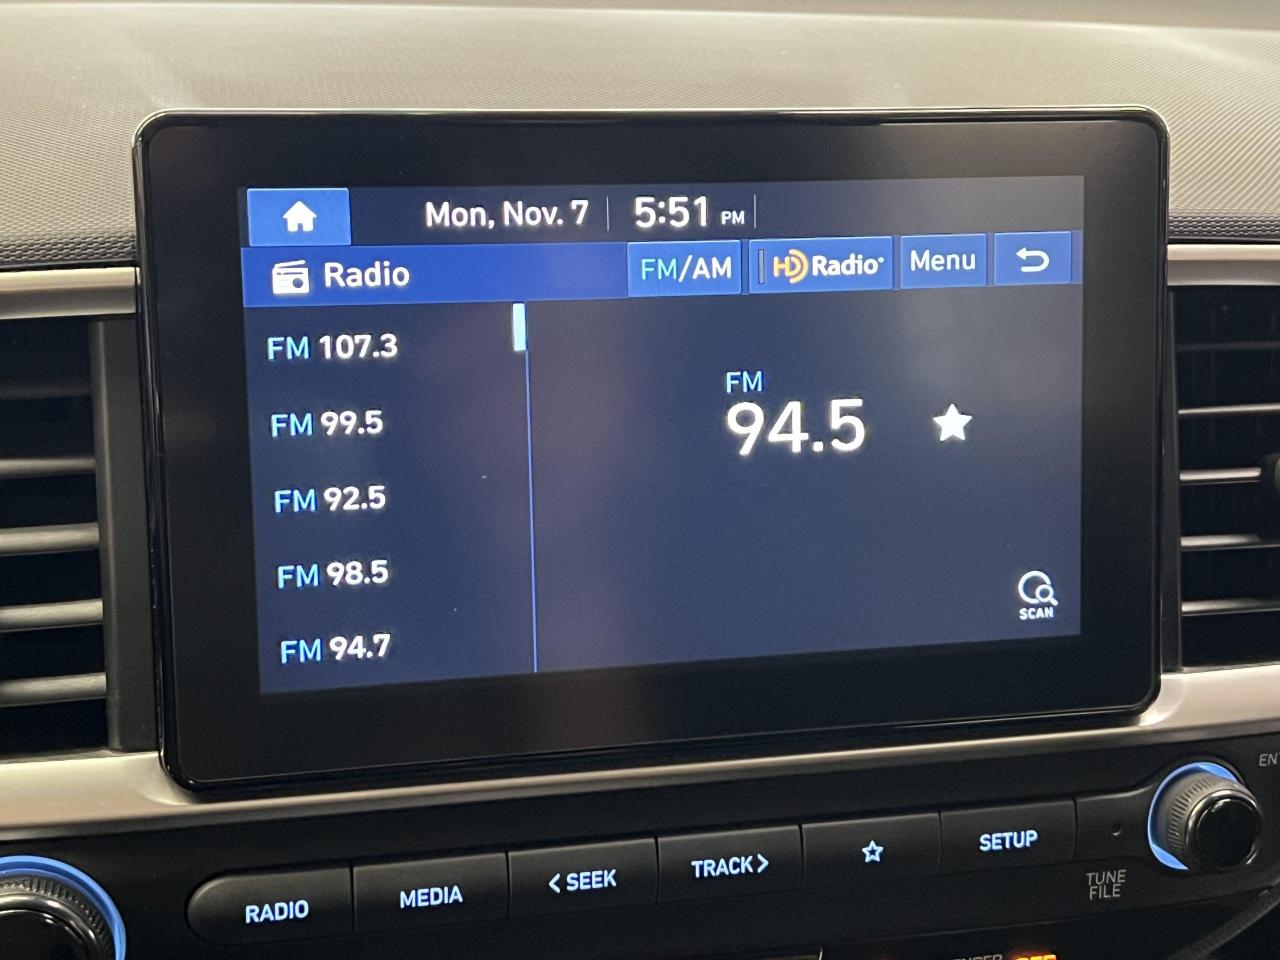 Mon, Nov. 7 5:51 PM
Radio FM/AM HD Radio Menu
FM 107.3
FM 99.5
FM 92.5
FM 98.5
FM 94.7
FM
94.5
SCAN
RADIO MEDIA < SEEK TRACK > SETUP
TUNE
FILE